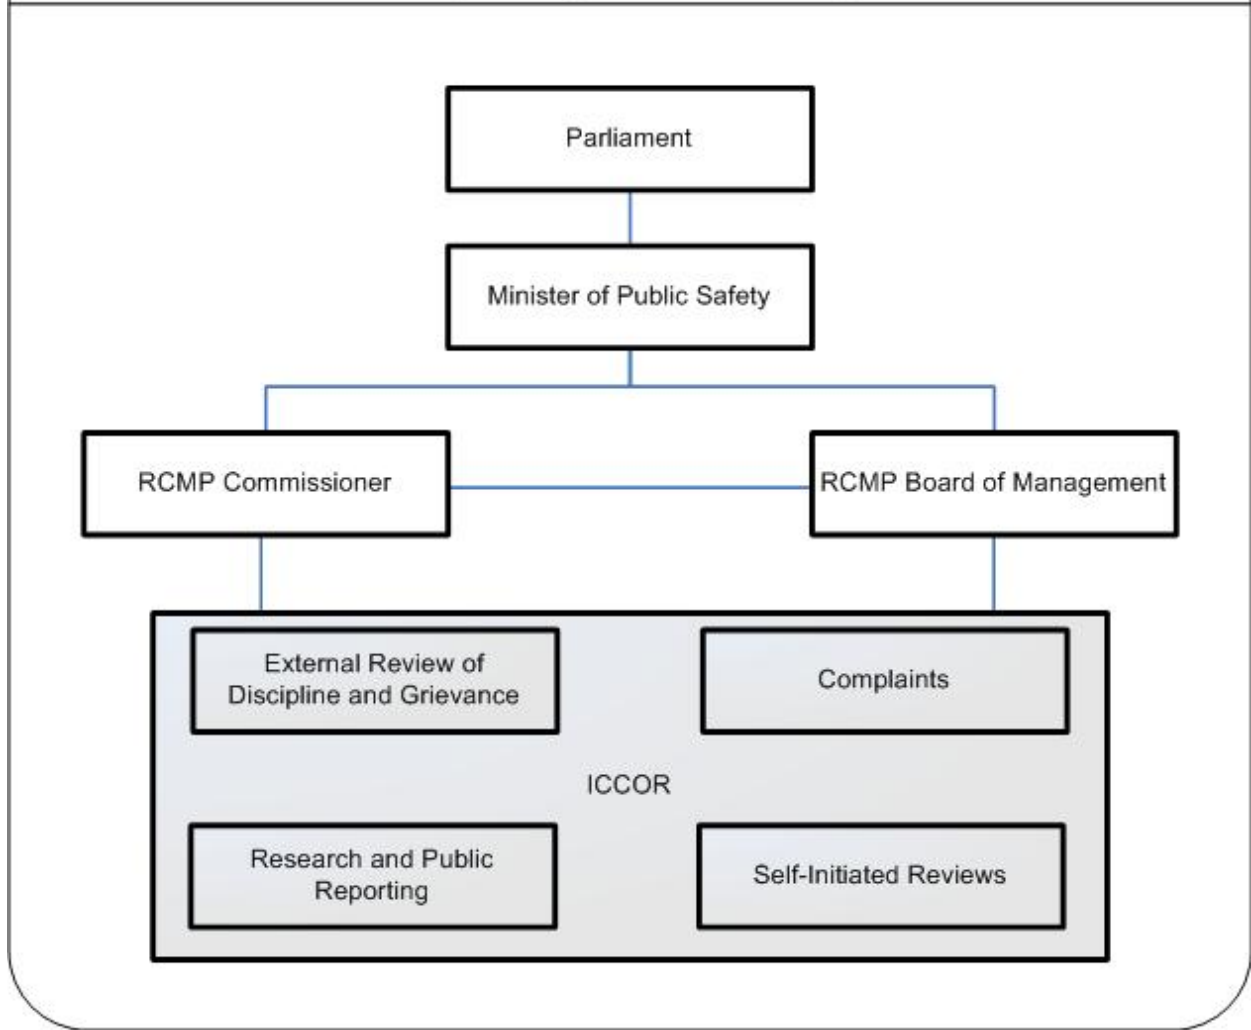 Parliament
Minister of Public Safety
RCMP Commissioner
RCMP Board of Management
External Review of
Discipline and Grievance
Complaints
ICCOR
Research and Public
Reporting
Self-Initiated Reviews